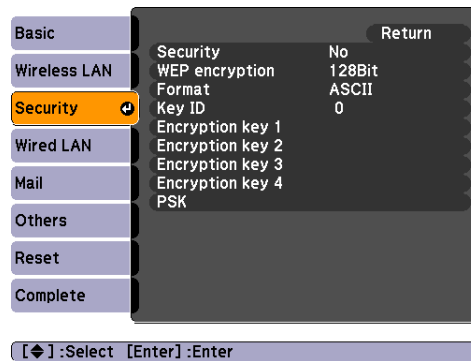 Basic
Wireless LAN
Security
Wired LAN
Mail
Others
Reset
Complete
Return
Security No
WEP encryption 128Bit
Format ASCII
Key ID 0
Encryption key 1
Encryption key 2
Encryption key 3
Encryption key 4
PSK
[◆] :Select [Enter] :Enter